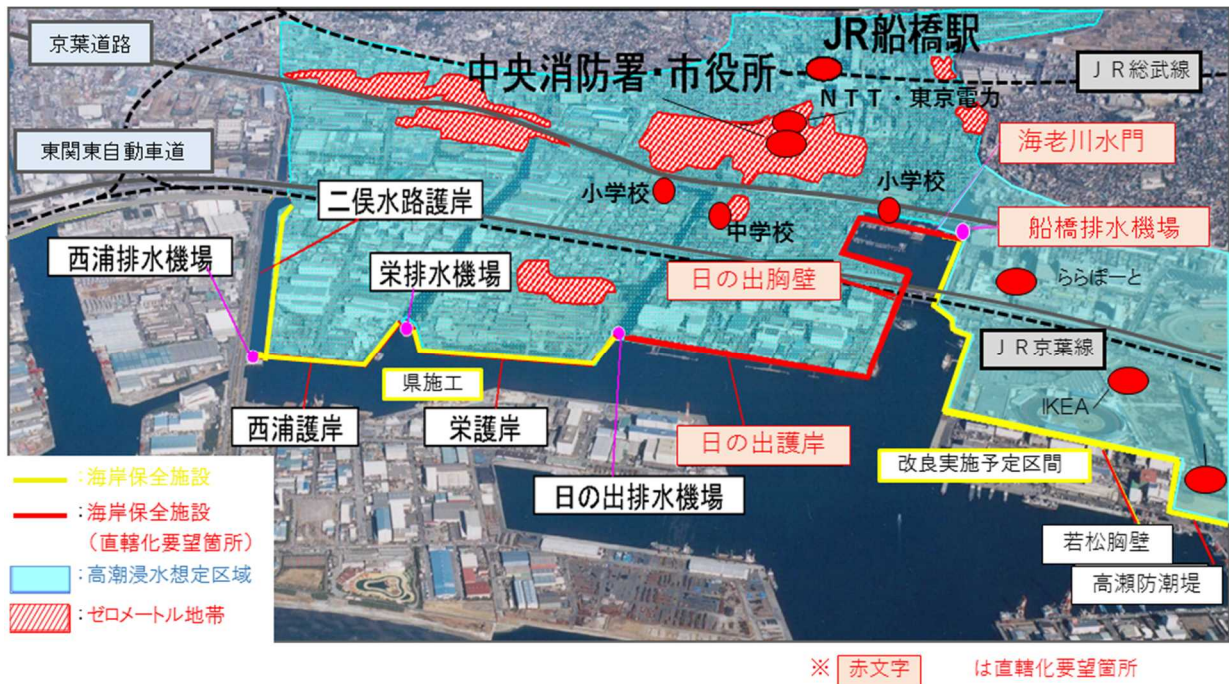 京葉道路
JR船橋駅
中央消防署・市役所
ＪＲ総武線
ＮＴＴ・東京電力
東関東自動車道
海老川水門
二俣水路護岸
小学校
小学校
西浦排水機場
栄排水機場
中学校
船橋排水機場
日の出胸壁
ららぽーと
ＪＲ京葉線
県施工
IKEA
西浦護岸
栄護岸
日の出護岸
改良実施予定区間
日の出排水機場
若松胸壁
高瀬防潮堤
：海岸保全施設
：海岸保全施設
（直轄化要望箇所）
：高潮浸水想定区域
：ゼロメートル地帯
※ 赤文字 は直轄化要望箇所